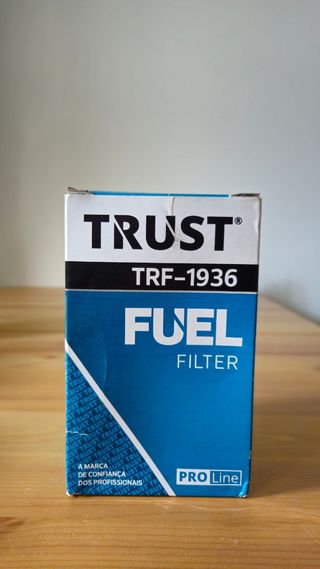 TRUST®
TRF-1936
FUEL
FILTER
A MARCA
DE CONFIANÇA
DOS PROFISSIONAIS
PRO Line